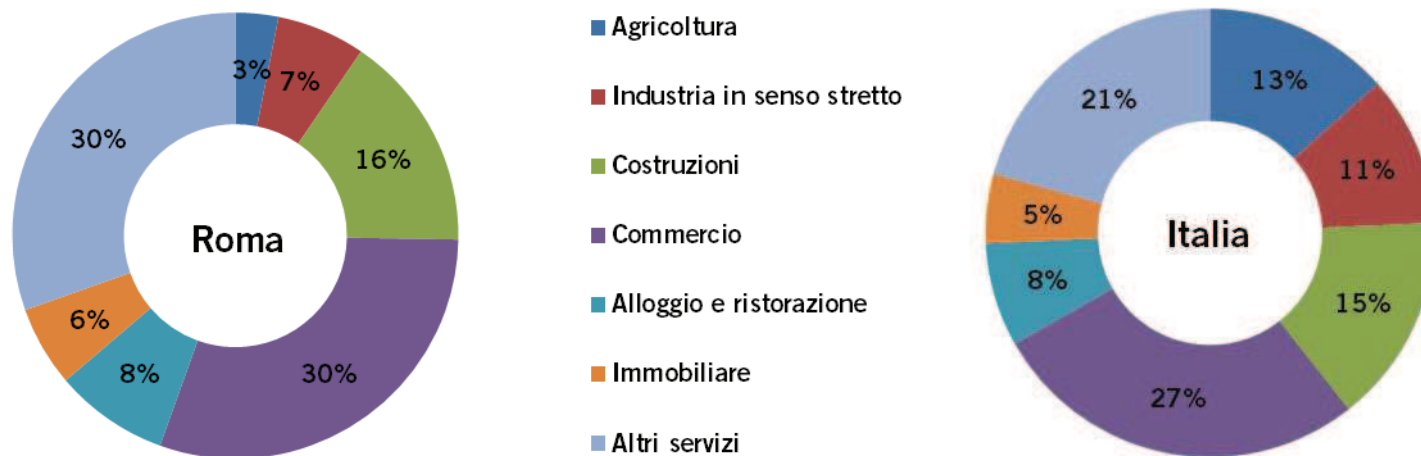 3%
7%
16%
30%
8%
6%
30%
Roma
Agricoltura
Industria in senso stretto
Costruzioni
Commercio
Alloggio e ristorazione
Immobiliare
Altri servizi
13%
11%
15%
27%
8%
5%
21%
Italia